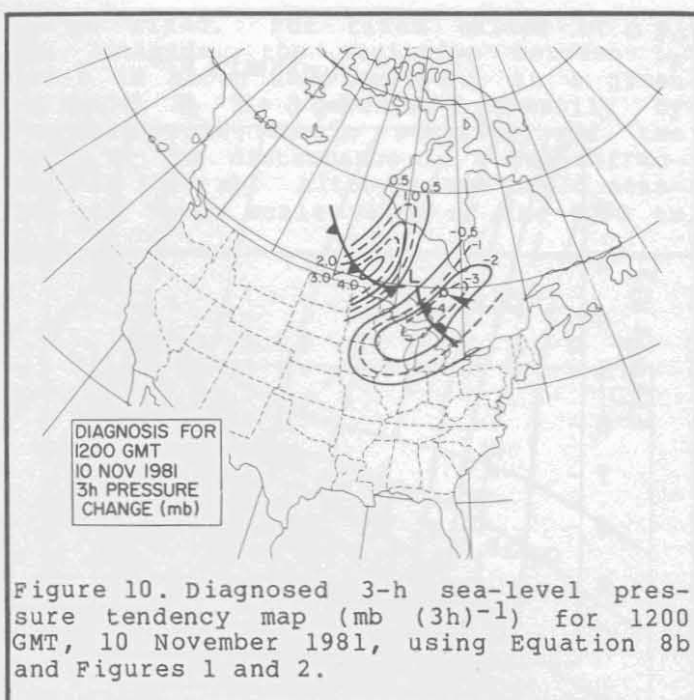 0.5 0.5
1.0
-0.5
-1
-2
2.0
3.0 4.0
L
-3
-4
DIAGNOSIS FOR
1200 GMT
10 NOV 1981
3h PRESSURE
CHANGE (mb)
Figure 10. Diagnosed 3-h sea-level pres-
sure tendency map (mb (3h)-1) for 1200
GMT, 10 November 1981, using Equation 8b
and Figures 1 and 2.